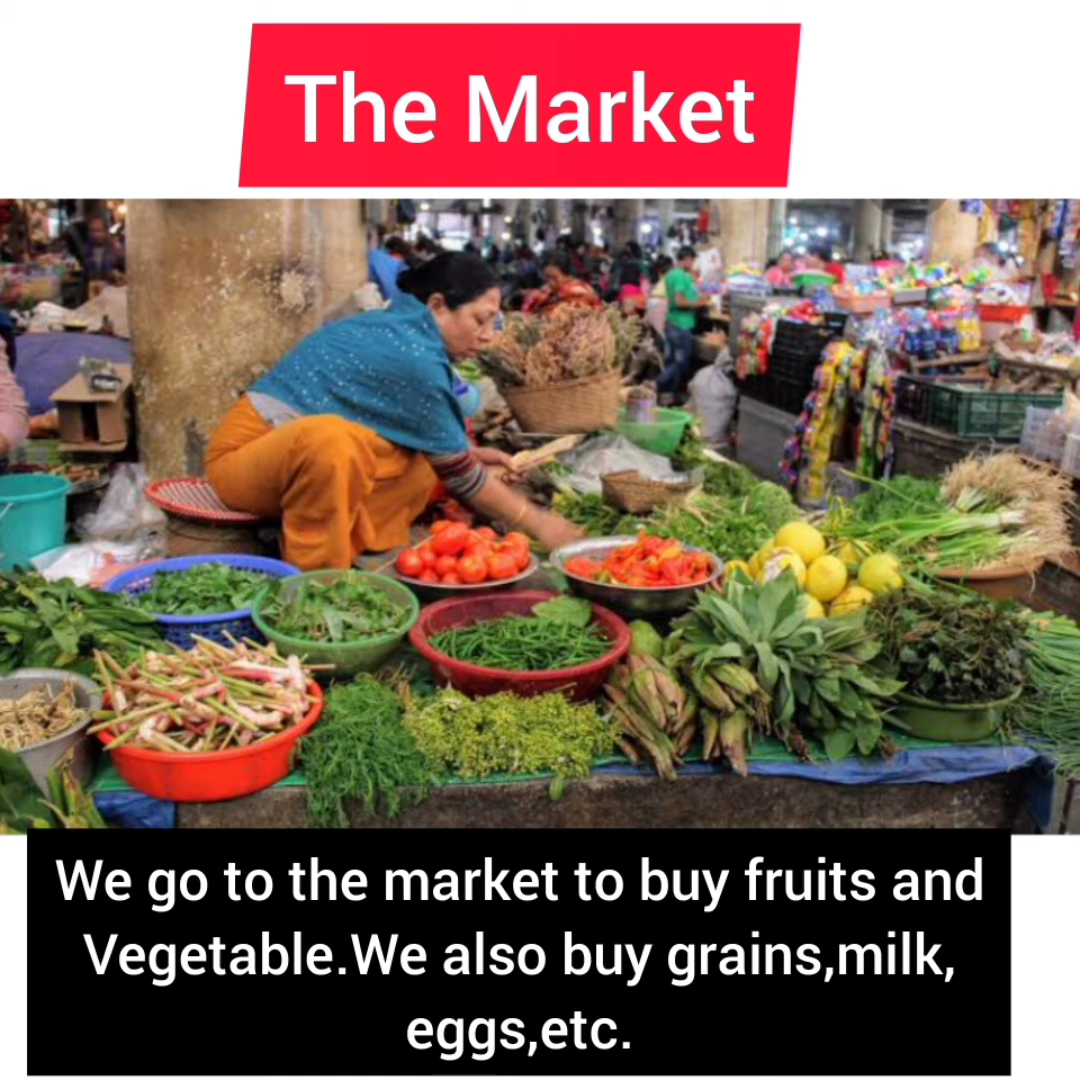 The Market
We go to the market to buy fruits and
Vegetable.We also buy grains,milk,
eggs,etc.